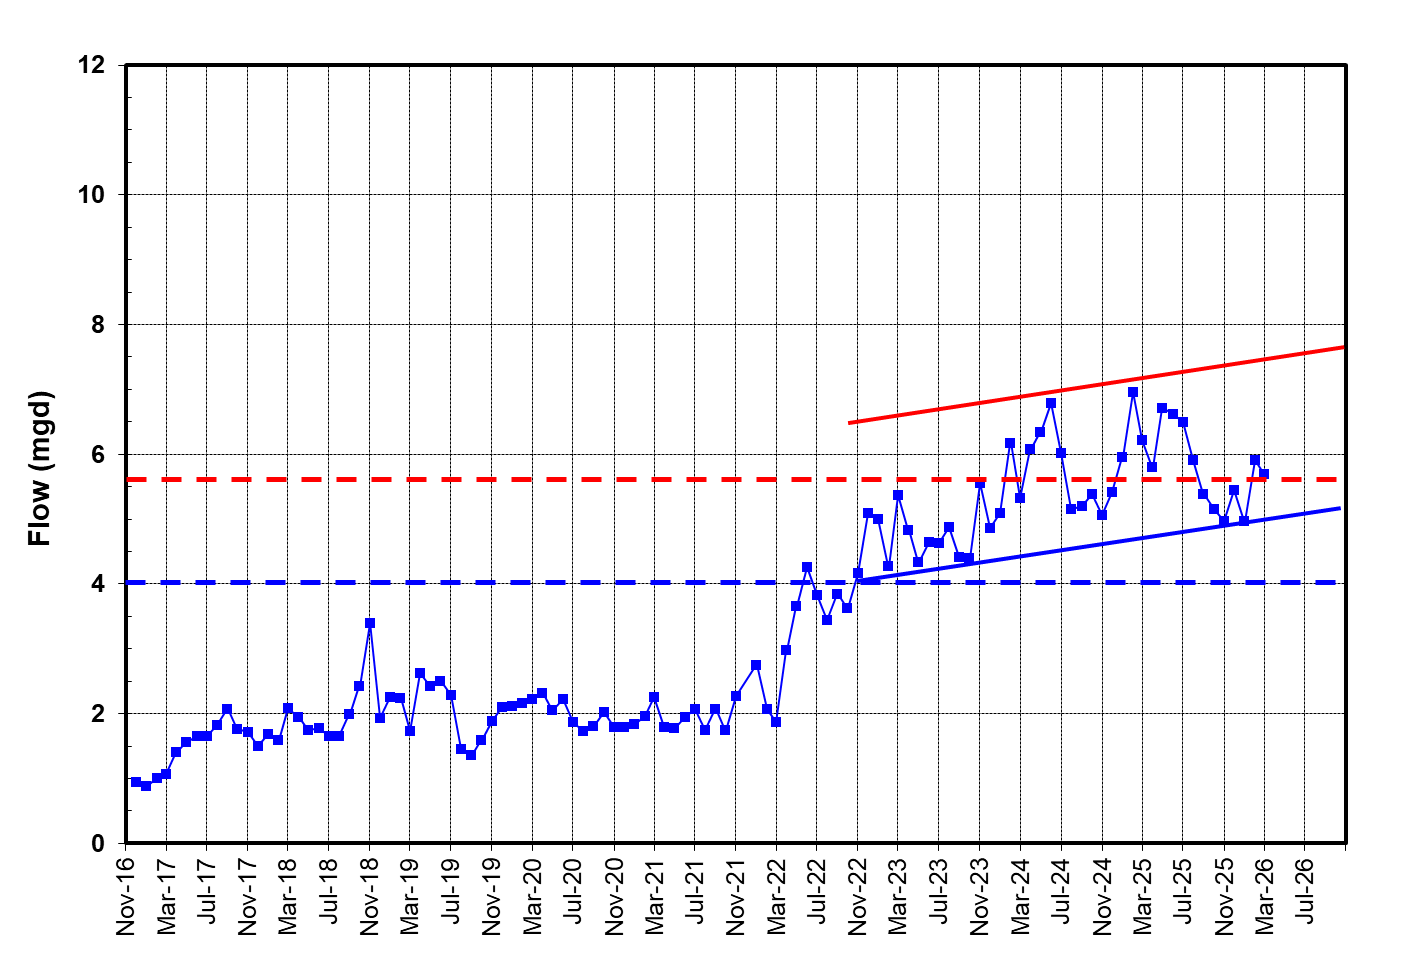 12
10
8
6
4
2
0
Flow (mgd)
Nov-16
Mar-17
Jul-17
Nov-17
Mar-18
Jul-18
Nov-18
Mar-19
Jul-19
Nov-19
Mar-20
Jul-20
Nov-20
Mar-21
Jul-21
Nov-21
Mar-22
Jul-22
Nov-22
Mar-23
Jul-23
Nov-23
Mar-24
Jul-24
Nov-24
Mar-25
Jul-25
Nov-25
Mar-26
Jul-26